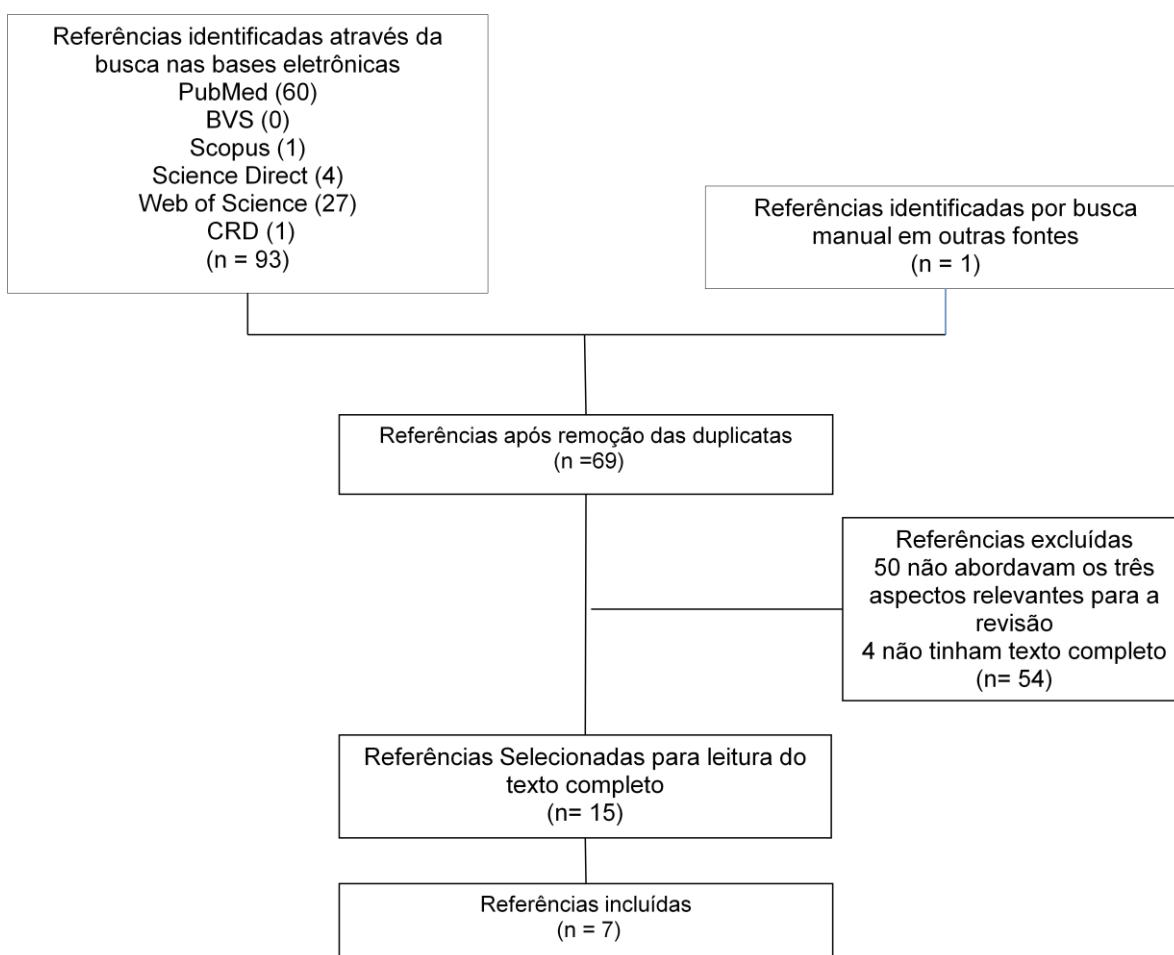 Referências identificadas através da
busca nas bases eletrônicas
PubMed (60)
BVS (0)
Scopus (1)
Science Direct (4)
Web of Science (27)
CRD (1)
(n = 93)
Referências identificadas por busca
manual em outras fontes
(n = 1)
Referências após remoção das duplicatas
(n =69)
Referências excluídas
50 não abordavam os três
aspectos relevantes para a
revisão
4 não tinham texto completo
(n= 54)
Referências Selecionadas para leitura do
texto completo
(n= 15)
Referências incluídas
(n = 7)